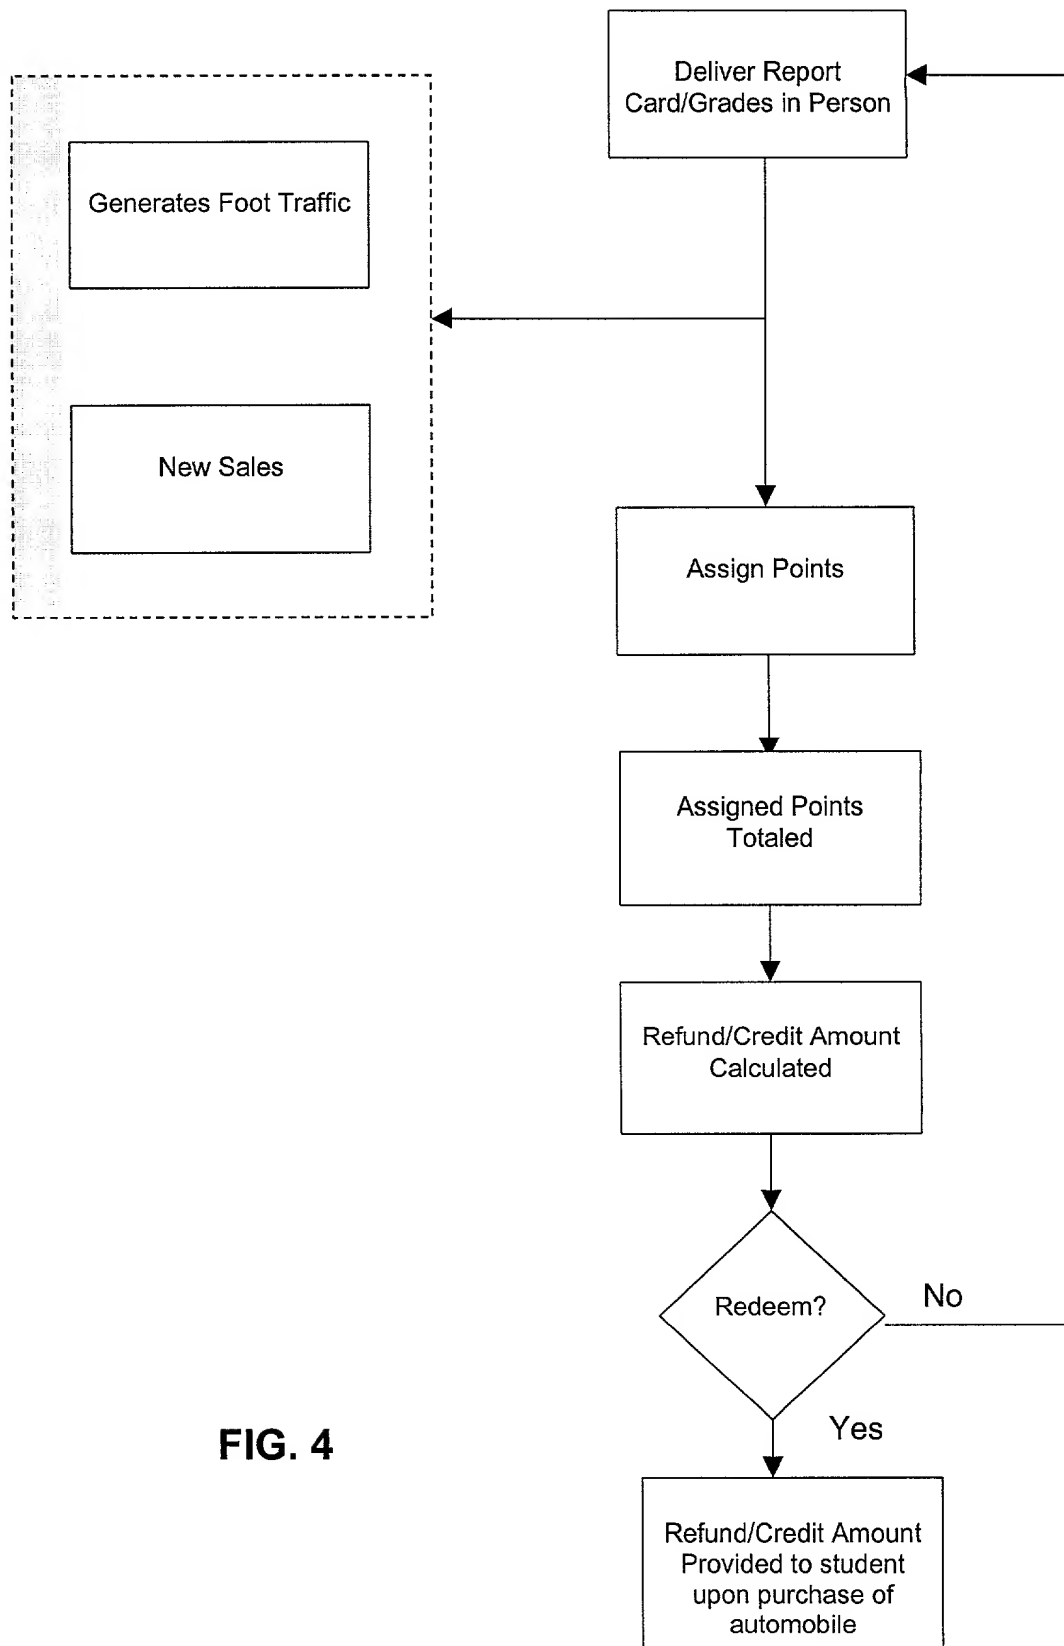 Deliver Report
Card/Grades in Person
Generates Foot Traffic
New Sales
Assign Points
Assigned Points
Totaled
Refund/Credit Amount
Calculated
Redeem?
No
Yes
FIG. 4
Refund/Credit Amount
Provided to student
upon purchase of
automobile